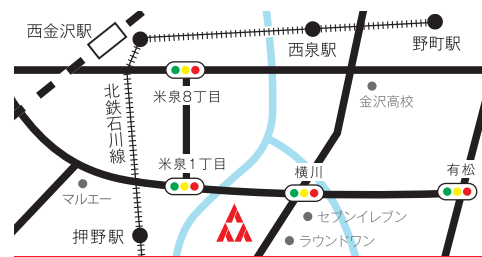 西金沢駅
西泉駅
野町駅
北鉄石川線
米泉8丁目
金沢高校
米泉1丁目
横川
有松
マルエー
セブンイレブン
押野駅
ラウンドワン